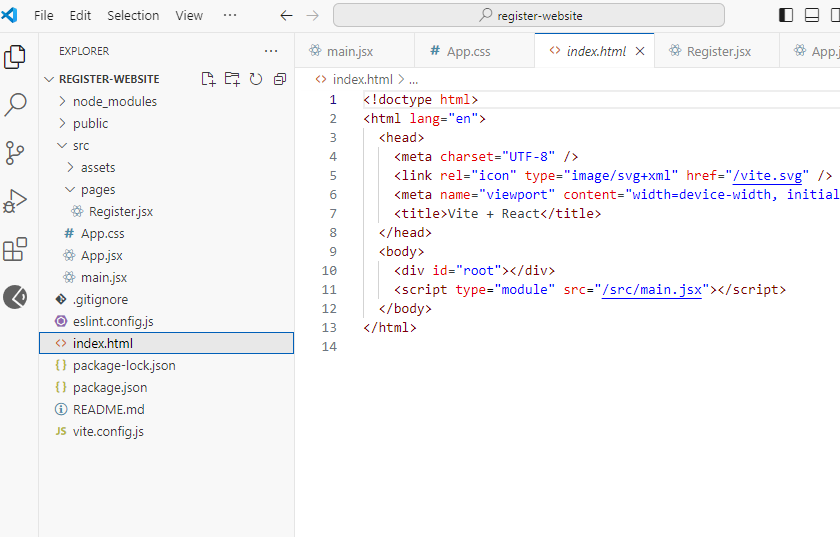 File Edit Selection View ··· register-website
EXPLORER ···
REGISTER-WEBSITE
node_modules
public
src
assets
pages
Register.jsx
App.css
App.jsx
main.jsx
.gitignore
eslint.config.js
index.html
package-lock.json
package.json
README.md
JS vite.config.js
main.jsx # App.css <> index.html Register.jsx App.j
<> index.html > ...
1 <!doctype html>
2 <html lang="en">
3 <head>
4 <meta charset="UTF-8" />
5 <link rel="icon" type="image/svg+xml" href="/vite.svg" />
6 <meta name="viewport" content="width=device-width, initial
7 <title>Vite + React</title>
8 </head>
9 <body>
10 <div id="root"></div>
11 <script type="module" src="/src/main.jsx"></script>
12 </body>
13 </html>
14